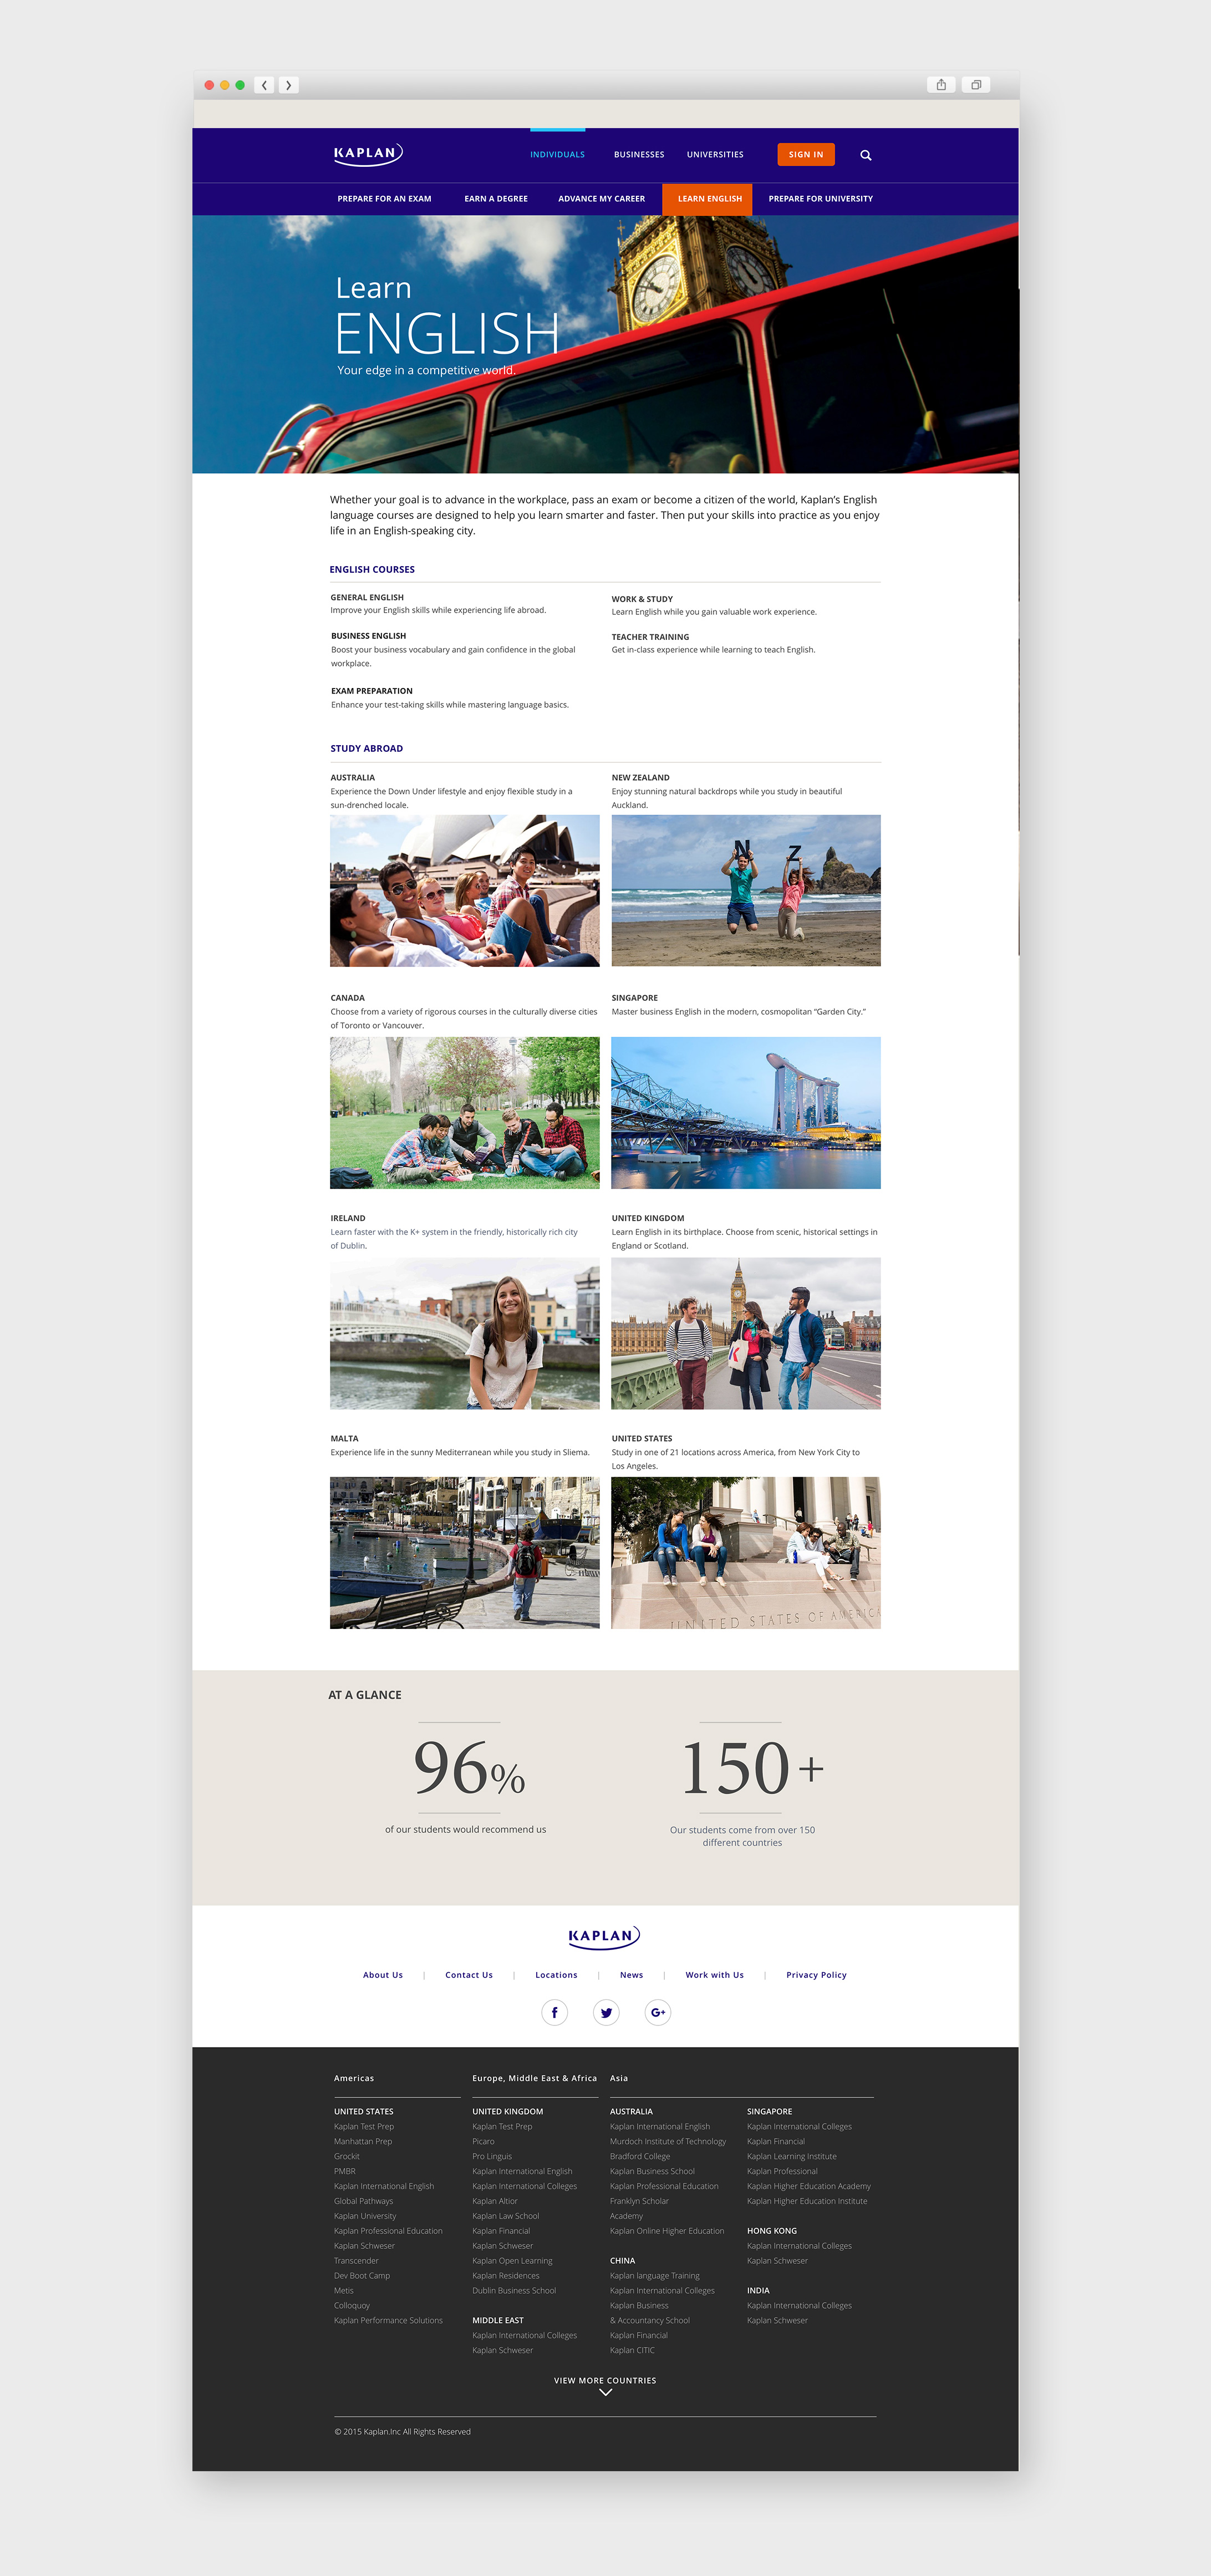 KAPLAN
INDIVIDUALS
BUSINESSES
UNIVERSITIES
SIGN IN
PREPARE FOR AN EXAM
EARN A DEGREE
ADVANCE MY CAREER
LEARN ENGLISH
PREPARE FOR UNIVERSITY
Learn
ENGLISH
Your edge in a competitive world.
Whether your goal is to advance in the workplace, pass an exam or become a citizen of the world, Kaplan's English
language courses are designed to help you learn smarter and faster. Then put your skills into practice as you enjoy
life in an English-speaking city.
ENGLISH COURSES
GENERAL ENGLISH
Improve your English skills while experiencing life abroad.
BUSINESS ENGLISH
Boost your business vocabulary and gain confidence in the global
workplace.
EXAM PREPARATION
Enhance your test-taking skills while mastering language basics.
WORK & STUDY
Learn English while you gain valuable work experience.
TEACHER TRAINING
Get in-class experience while learning to teach English.
STUDY ABROAD
AUSTRALIA
Experience the Down Under lifestyle and enjoy flexible study in a
sun-drenched locale.
NEW ZEALAND
Enjoy stunning natural backdrops while you study in beautiful
Auckland.
N Z
CANADA
Choose from a variety of rigorous courses in the culturally diverse cities
of Toronto or Vancouver.
SINGAPORE
Master business English in the modern, cosmopolitan “Garden City.”
IRELAND
Learn faster with the K+ system in the friendly, historically rich city
of Dublin.
UNITED KINGDOM
Learn English in its birthplace. Choose from scenic, historical settings in
England or Scotland.
MALTA
Experience life in the sunny Mediterranean while you study in Sliema.
UNITED STATES
Study in one of 21 locations across America, from New York City to
Los Angeles.
UNITED STATES OF AMERICA
AT A GLANCE
96%
of our students would recommend us
150+
Our students come from over 150
different countries
KAPLAN
About Us | Contact Us | Locations | News | Work with Us | Privacy Policy
f
G+
Americas
UNITED STATES
Kaplan Test Prep
Manhattan Prep
Grockit
PMBR
Kaplan International English
Global Pathways
Kaplan University
Kaplan Professional Education
Kaplan Schweser
Transcender
Dev Boot Camp
Metis
Colloquoy
Kaplan Performance Solutions
Europe, Middle East & Africa
UNITED KINGDOM
Kaplan Test Prep
Picaro
Pro Linguis
Kaplan International English
Kaplan International Colleges
Kaplan Altior
Kaplan Law School
Kaplan Financial
Kaplan Schweser
Kaplan Open Learning
Kaplan Residences
Dublin Business School
MIDDLE EAST
Kaplan International Colleges
Kaplan Schweser
Asia
AUSTRALIA
Kaplan International English
Murdoch Institute of Technology
Bradford College
Kaplan Business School
Kaplan Professional Education
Franklyn Scholar
Academy
Kaplan Online Higher Education
CHINA
Kaplan language Training
Kaplan International Colleges
Kaplan Business
& Accountancy School
Kaplan Financial
Kaplan CITIC
SINGAPORE
Kaplan International Colleges
Kaplan Financial
Kaplan Learning Institute
Kaplan Professional
Kaplan Higher Education Academy
Kaplan Higher Education Institute
HONG KONG
Kaplan International Colleges
Kaplan Schweser
INDIA
Kaplan International Colleges
Kaplan Schweser
VIEW MORE COUNTRIES
© 2015 Kaplan.Inc All Rights Reserved